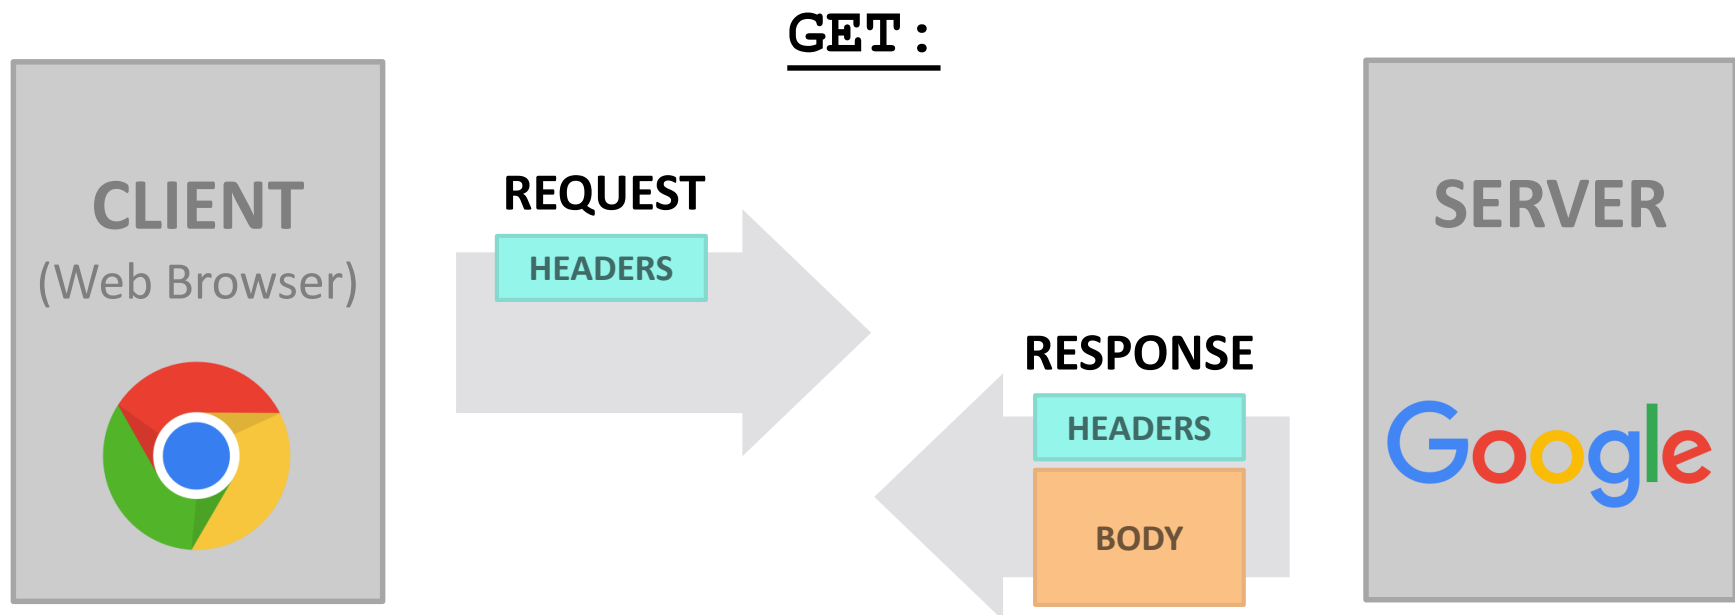 GET:
CLIENT
(Web Browser)
REQUEST
HEADERS
RESPONSE
HEADERS
BODY
SERVER
Google